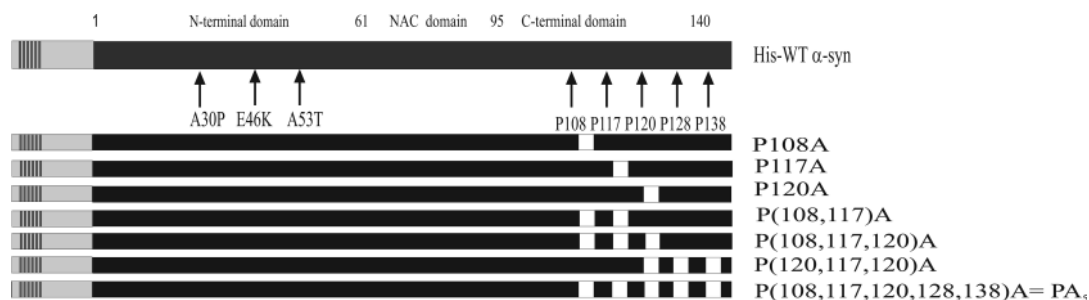 1 N-terminal domain 61 NAC domain 95 C-terminal domain 140
His-WT α-syn
A30P E46K A53T P108 P117 P120 P128 P138
P108A
P117A
P120A
P(108,117)A
P(108,117,120)A
P(120,117,120)A
P(108,117,120,128,138)A= PA